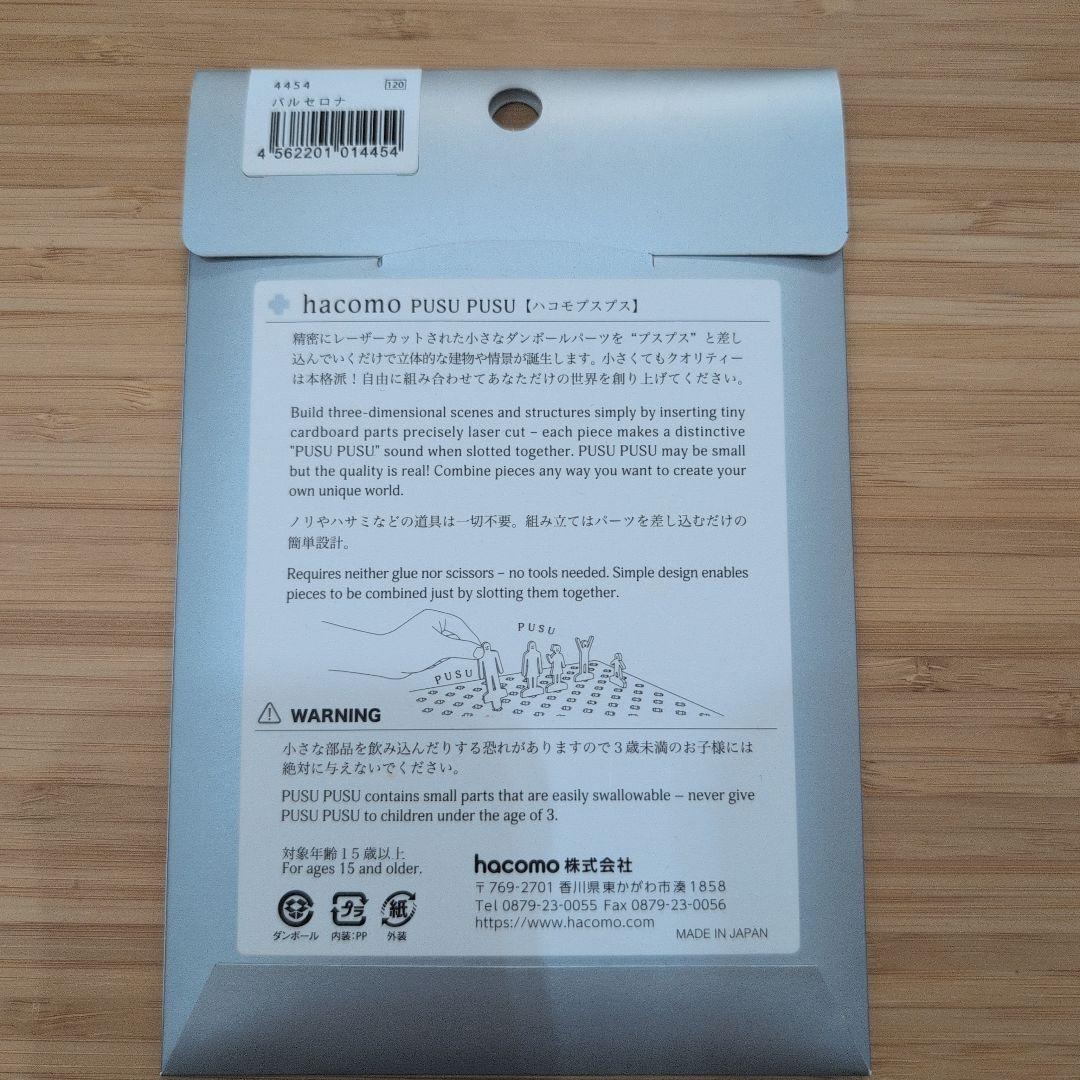 4454 120
バルセロナ
4 562201 014454
hacomo PUSU PUSU【ハコモプスプス】
精密にレーザーカットされた小さなダンボールパーツを“プスプス”と差し
込んでいくだけで立体的な建物や情景が誕生します。小さくてもクオリティー
は本格派！自由に組み合わせてあなただけの世界を創り上げてください。
Build three-dimensional scenes and structures simply by inserting tiny
cardboard parts precisely laser cut – each piece makes a distinctive
"PUSU PUSU" sound when slotted together. PUSU PUSU may be small
but the quality is real! Combine pieces any way you want to create your
own unique world.
ノリやハサミなどの道具は一切不要。組み立てはパーツを差し込むだけの
簡単設計。
Requires neither glue nor scissors – no tools needed. Simple design enables
pieces to be combined just by slotting them together.
PUSU
PUSU
WARNING
小さな部品を飲み込んだりする恐れがありますので３歳未満のお子様には
絶対に与えないでください。
PUSU PUSU contains small parts that are easily swallowable – never give
PUSU PUSU to children under the age of 3.
対象年齢１５歳以上
For ages 15 and older.
プラ 紙
ダンボール 内装:PP 外装
hacomo 株式会社
〒769-2701 香川県東かがわ市湊1858
Tel 0879-23-0055 Fax 0879-23-0056
https://www.hacomo.com
MADE IN JAPAN